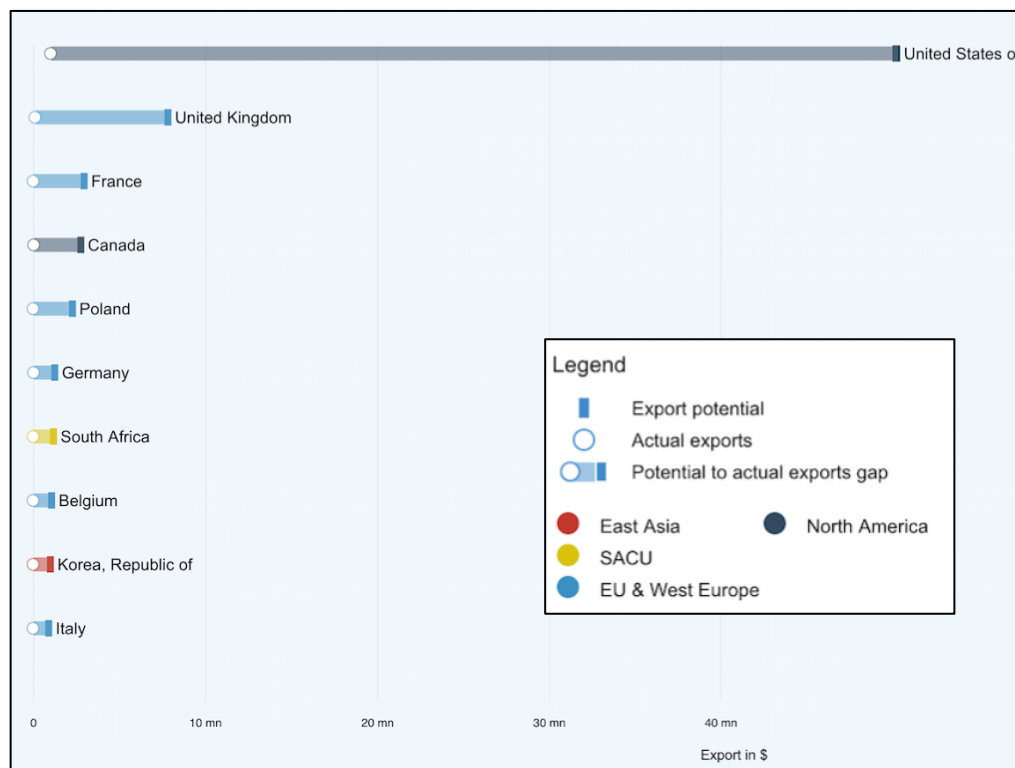 United States o
United Kingdom
France
Canada
Poland
Germany
South Africa
Belgium
Korea, Republic of
Italy
Legend
Export potential
Actual exports
Potential to actual exports gap
East Asia
North America
SACU
EU & West Europe
0
10 mn
20 mn
30 mn
40 mn
Export in $